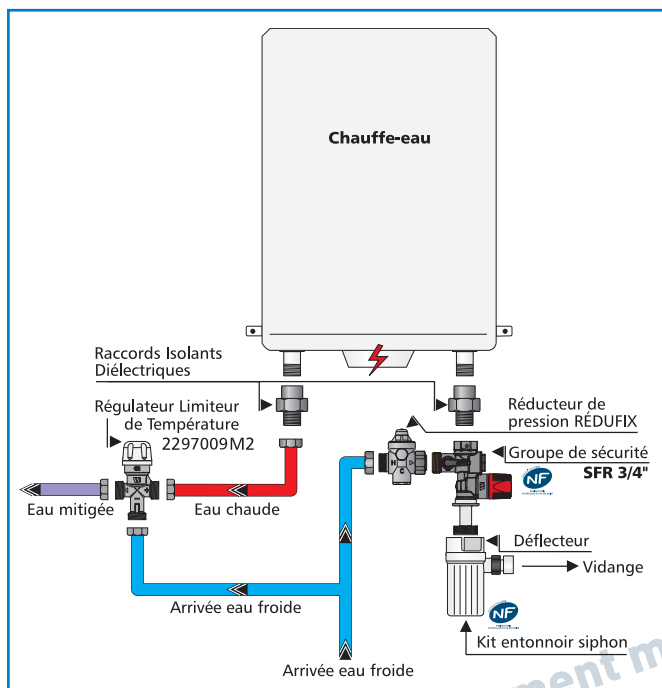 Chauffe-eau
Raccords Isolants
Diélectriques
Régulateur Limiteur
de Température
2297009M2
Réducteur de
pression RÉDUFIX
Groupe de sécurité
SFR 3/4"
NF
Eau mitigée
Eau chaude
Déflecteur
Vidange
Arrivée eau froide
NF
Kit entonnoir siphon
Arrivée eau froide